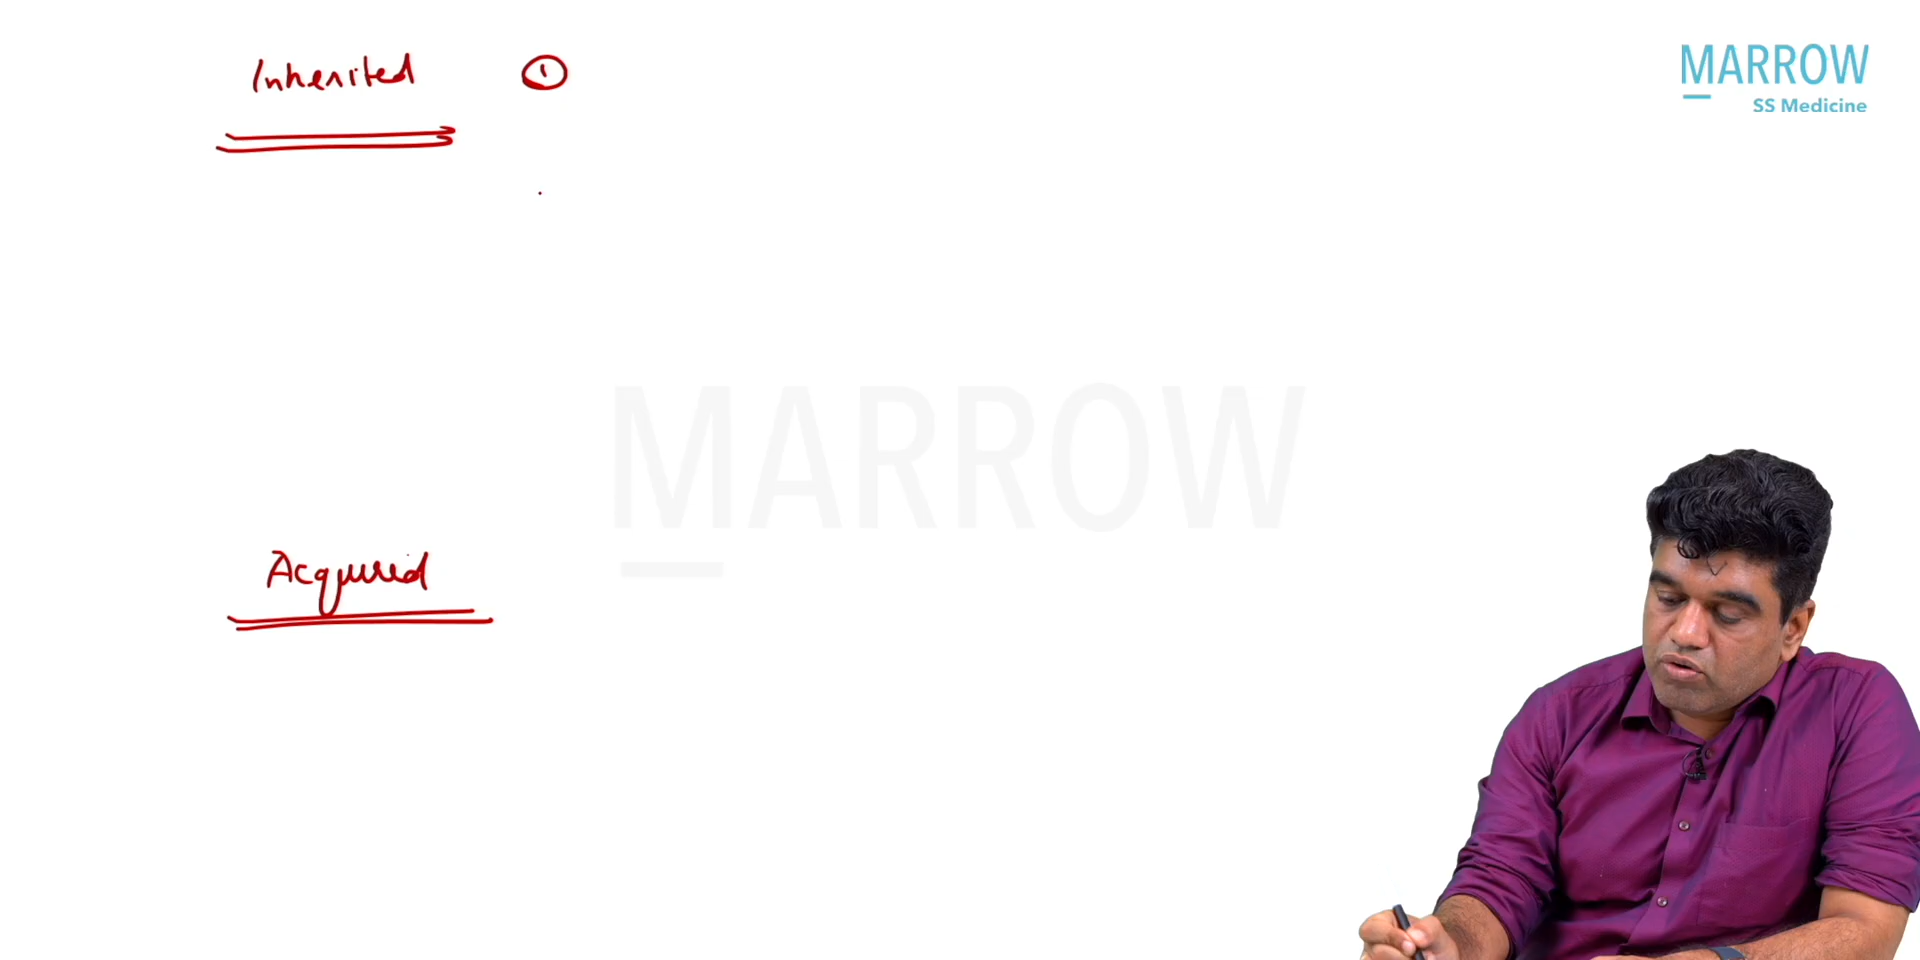 Inherited ①
MARROW
SS Medicine
MARROW
Acquired